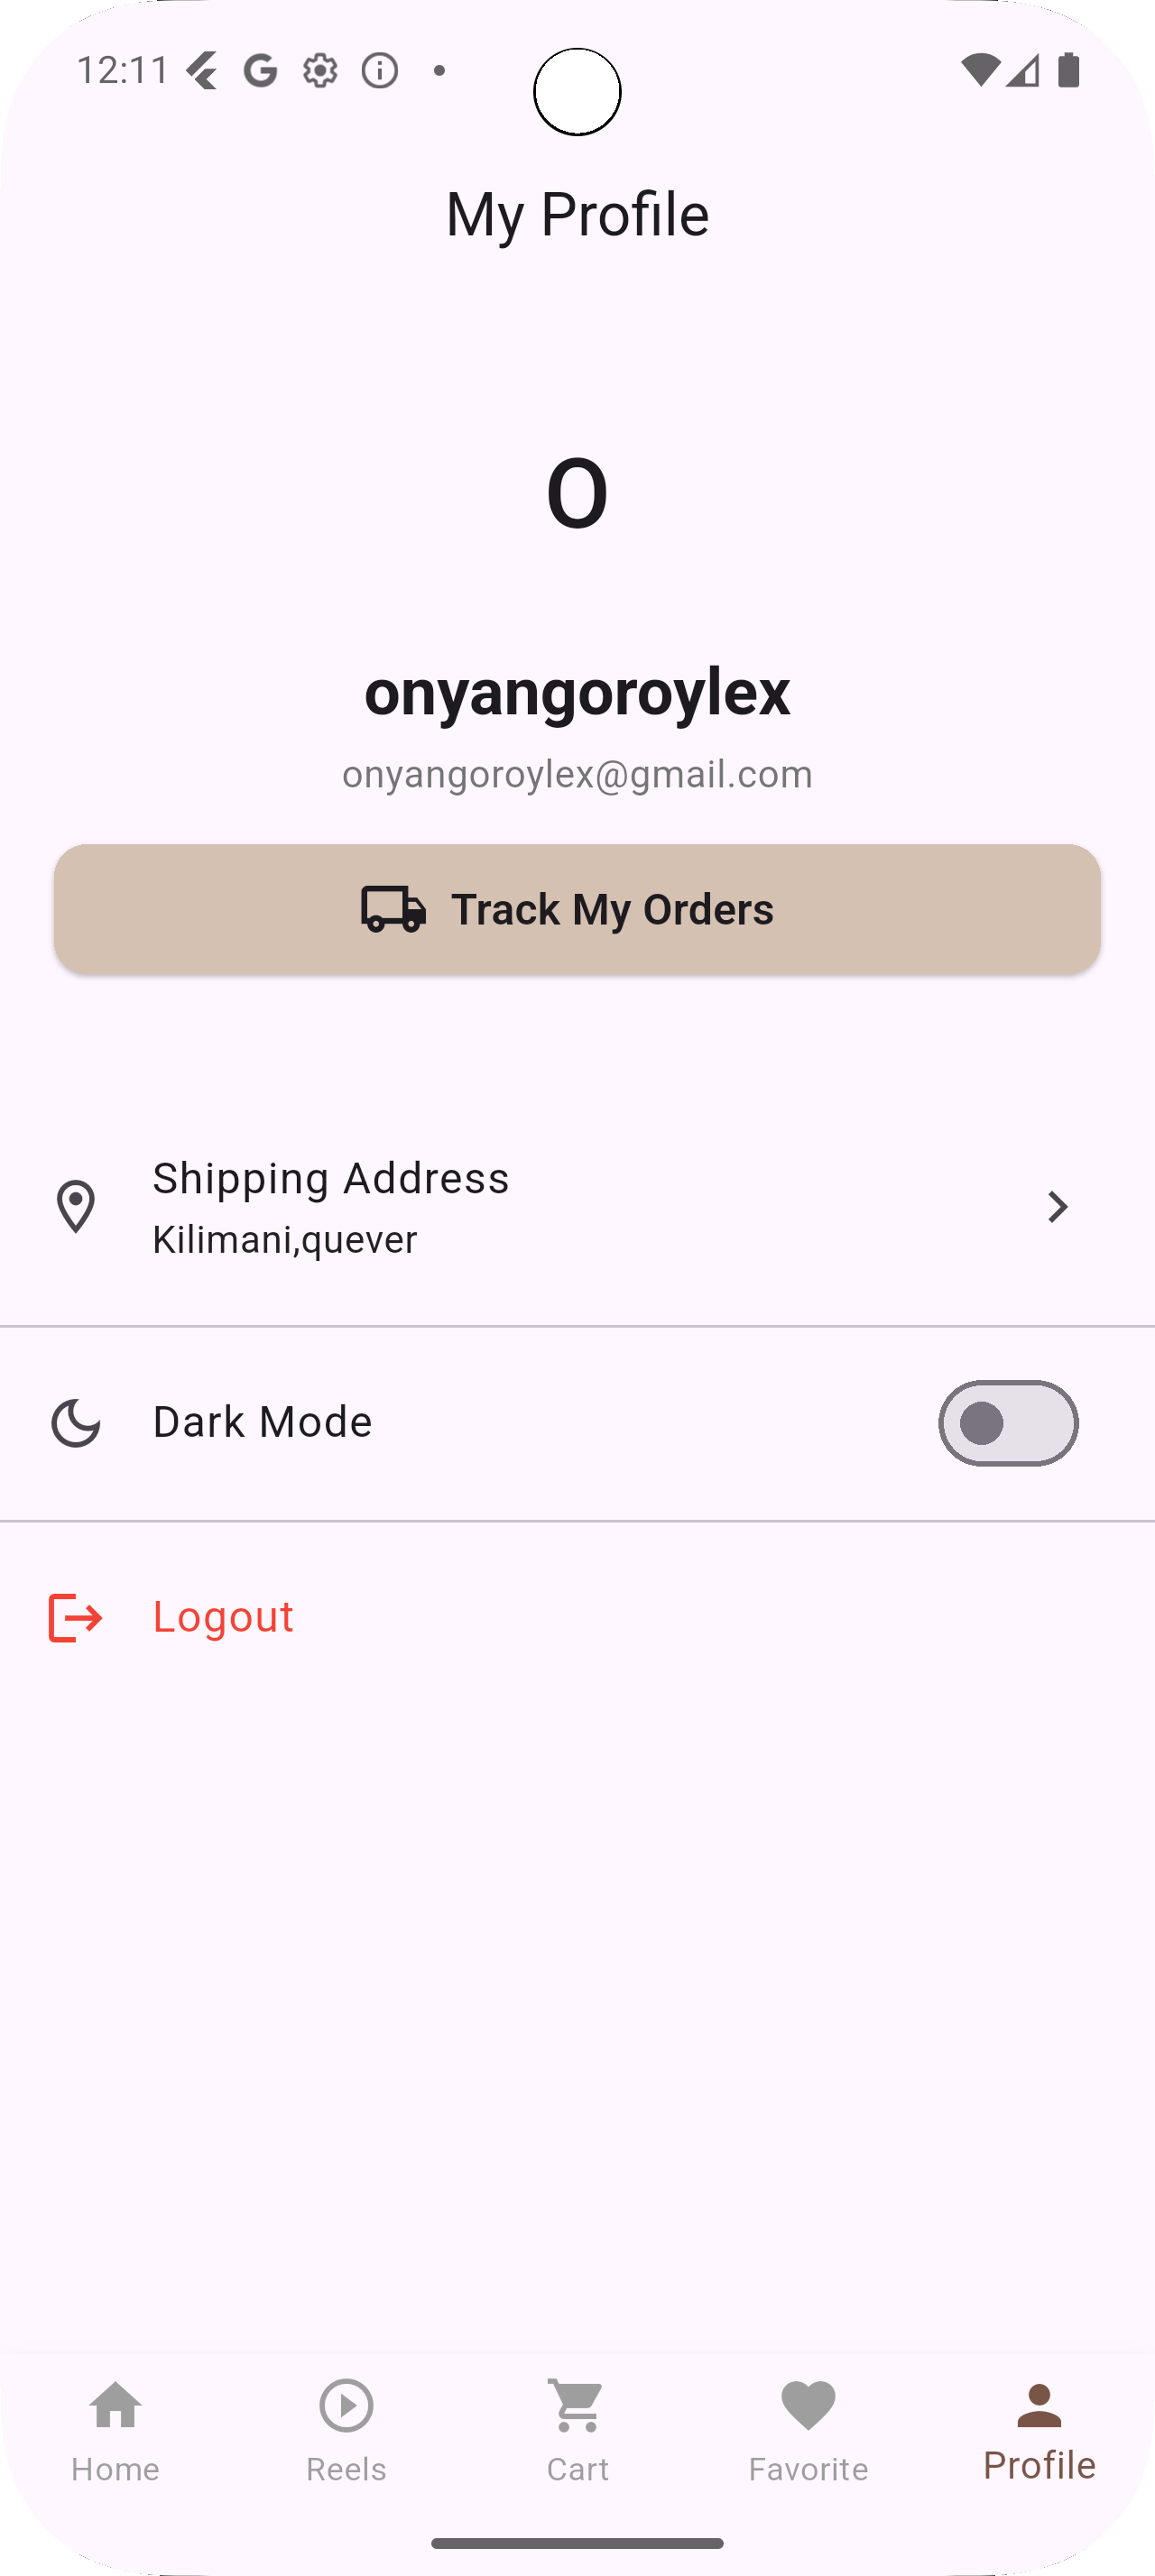 12:11
My Profile
O
onyangoroylex
onyangoroylex@gmail.com
Track My Orders
Shipping Address
Kilimani,quever
Dark Mode
Logout
Home Reels Cart Favorite Profile